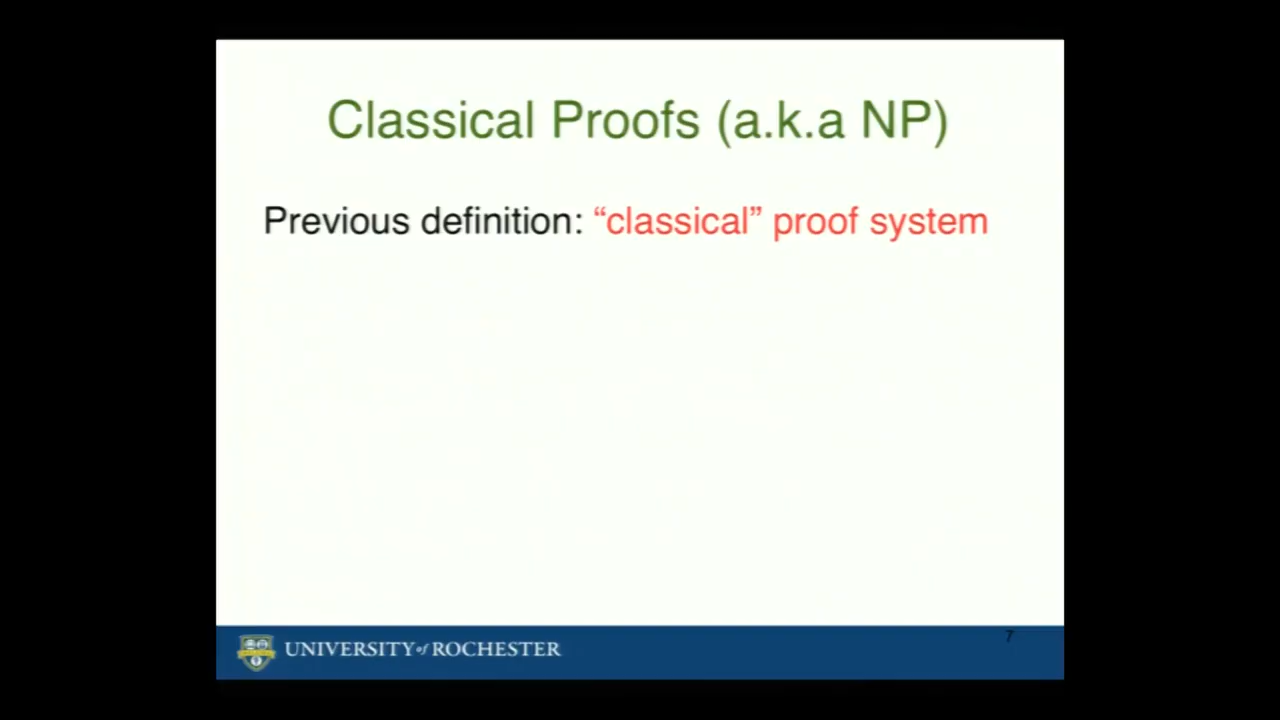 Classical Proofs (a.k.a NP)
Previous definition: “classical” proof system
7
UNIVERSITY of ROCHESTER